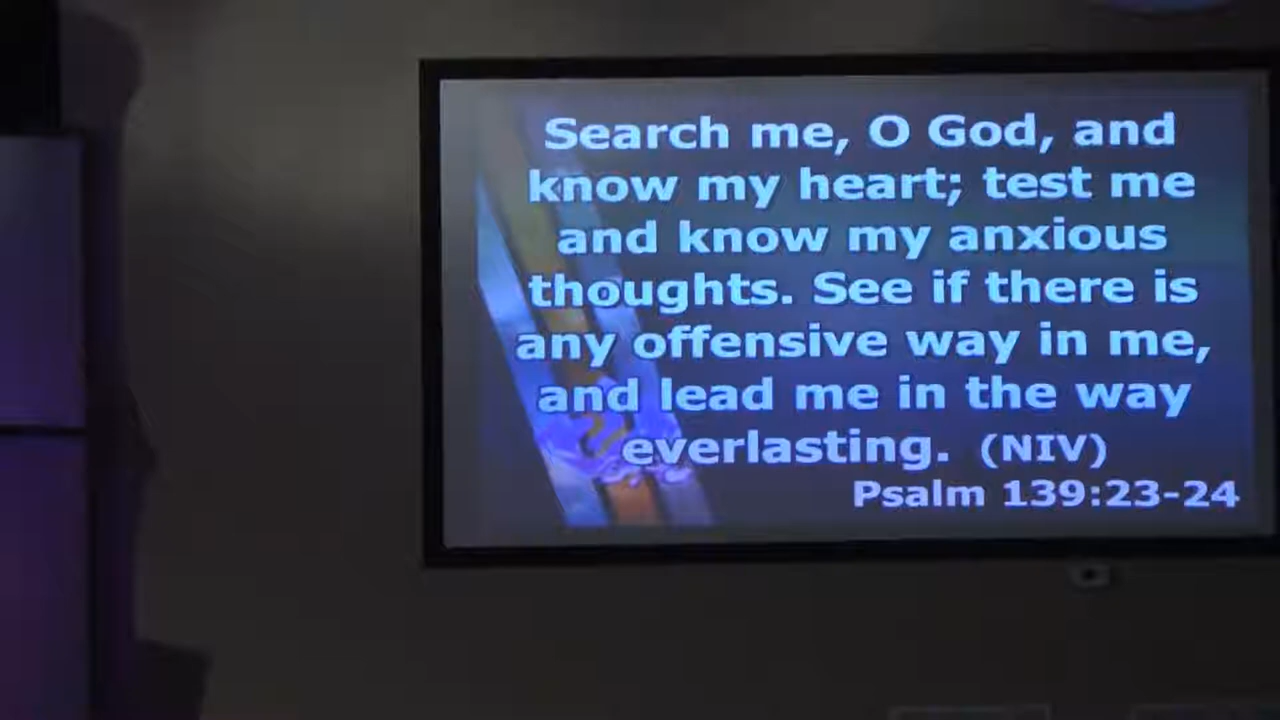 Search me, O God, and
know my heart; test me
and know my anxious
thoughts. See if there is
any offensive way in me,
and lead me in the way
everlasting. (NIV)
Psalm 139:23-24